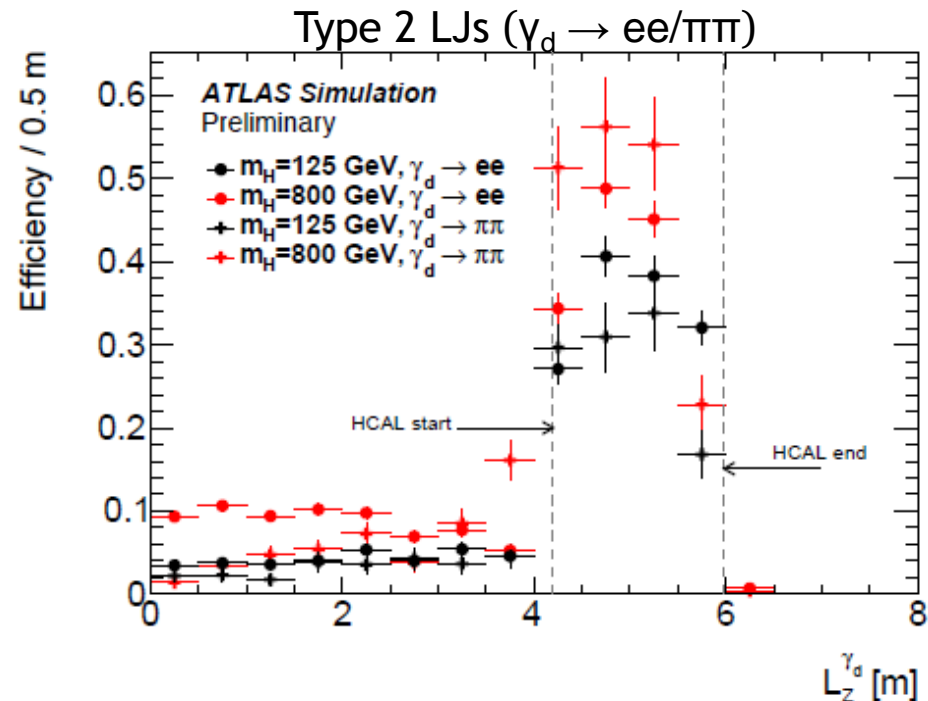 Type 2 LJs (γd → ee/ππ)
Efficiency / 0.5 m
ATLAS Simulation
Preliminary
mH=125 GeV, γd → ee
mH=800 GeV, γd → ee
mH=125 GeV, γd → ππ
mH=800 GeV, γd → ππ
0.6
0.5
0.4
0.3
0.2
0.1
0
HCAL start
HCAL end
0 2 4 6 8
LZγd [m]